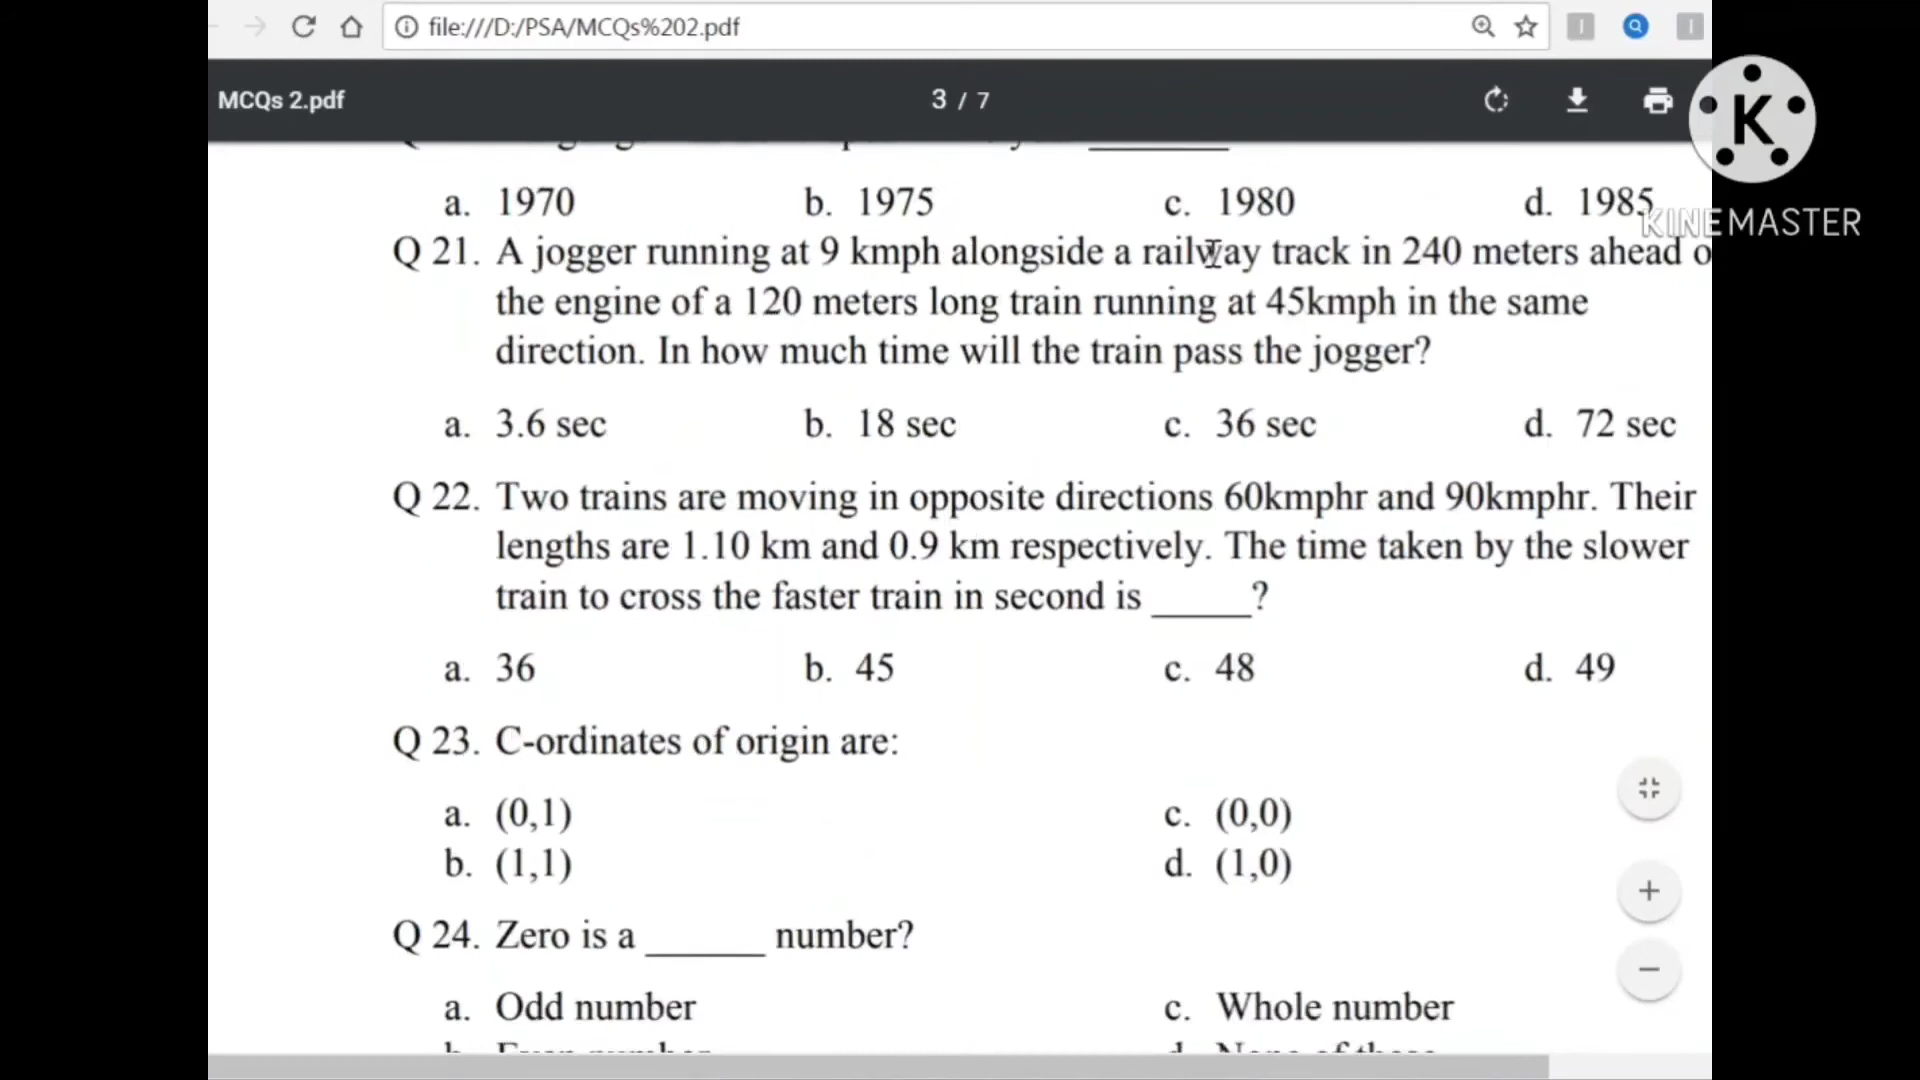 file:///D:/PSA/MCQs%202.pdf
MCQs 2.pdf
3 / 7
K
KINEMASTER
a. 1970 b. 1975 c. 1980 d. 1985
Q 21. A jogger running at 9 kmph alongside a railway track in 240 meters ahead o
the engine of a 120 meters long train running at 45kmph in the same
direction. In how much time will the train pass the jogger?
a. 3.6 sec b. 18 sec c. 36 sec d. 72 sec
Q 22. Two trains are moving in opposite directions 60kmphr and 90kmphr. Their
lengths are 1.10 km and 0.9 km respectively. The time taken by the slower
train to cross the faster train in second is _____?
a. 36 b. 45 c. 48 d. 49
Q 23. C-ordinates of origin are:
a. (0,1) c. (0,0)
b. (1,1) d. (1,0)
Q 24. Zero is a ______ number?
a. Odd number c. Whole number